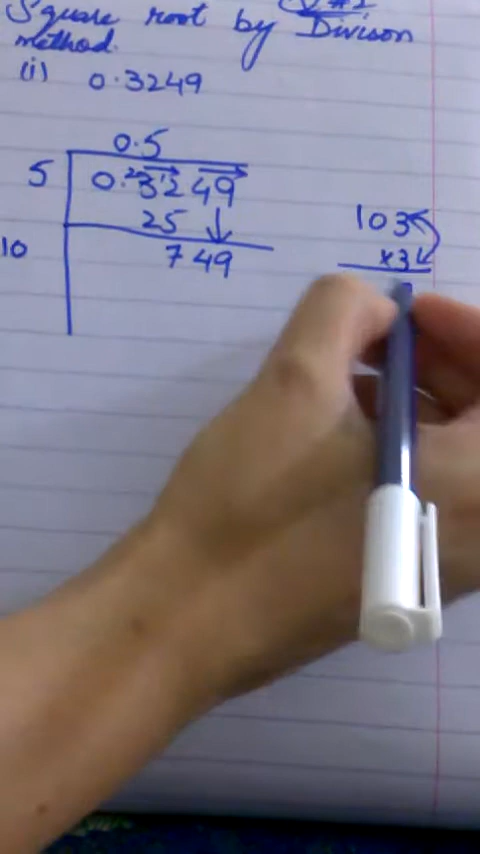 Square root by Divison
method.
(i) 0.3249
0.5
5 0.3249
25
10 749
103
×3